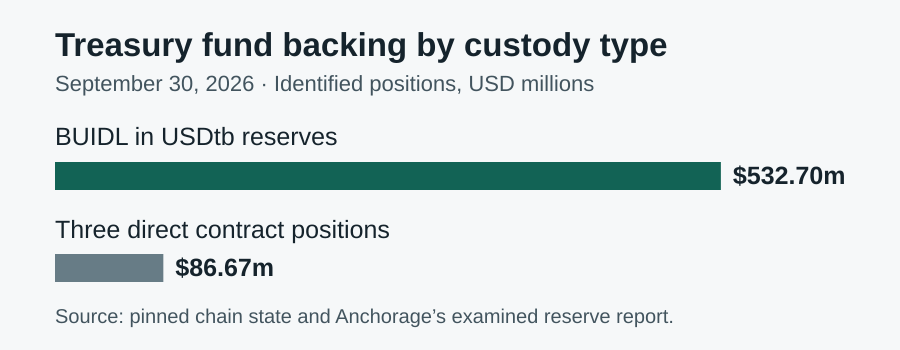 Treasury fund backing by custody type
September 30, 2026 · Identified positions, USD millions
BUIDL in USDtb reserves
$532.70m
Three direct contract positions
$86.67m
Source: pinned chain state and Anchorage’s examined reserve report.